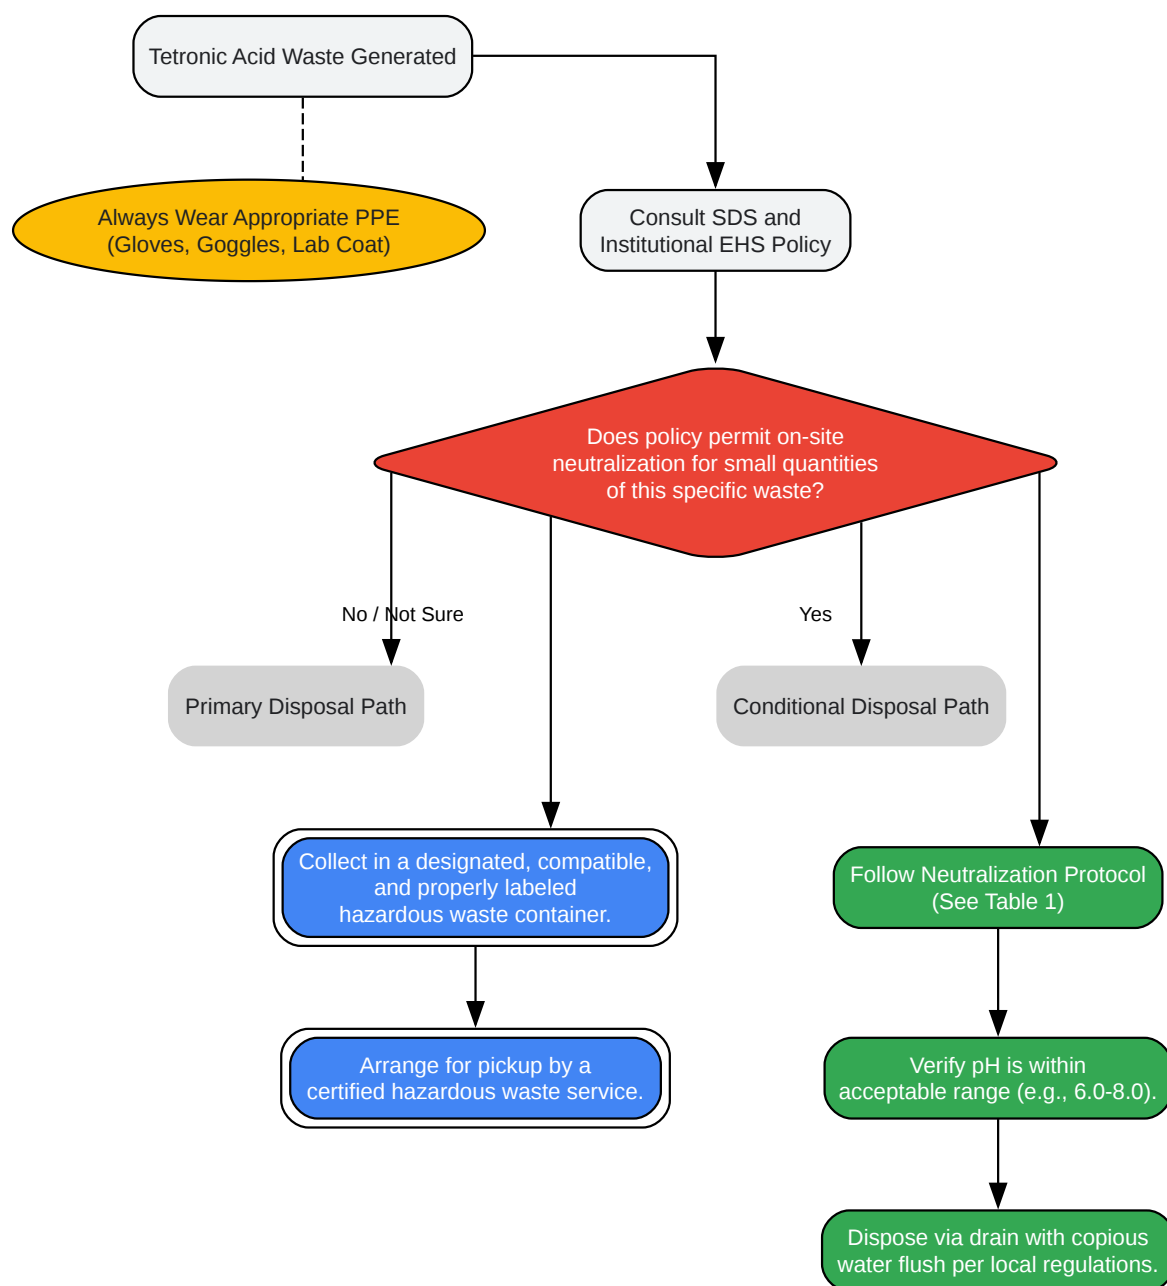 Tetronic Acid Waste Generated
Always Wear Appropriate PPE
(Gloves, Goggles, Lab Coat)
Consult SDS and
Institutional EHS Policy
Does policy permit on-site
neutralization for small quantities
of this specific waste?
No / Not Sure
Yes
Primary Disposal Path
Conditional Disposal Path
Collect in a designated, compatible,
and properly labeled
hazardous waste container.
Follow Neutralization Protocol
(See Table 1)
Arrange for pickup by a
certified hazardous waste service.
Verify pH is within
acceptable range (e.g., 6.0-8.0).
Dispose via drain with copious
water flush per local regulations.